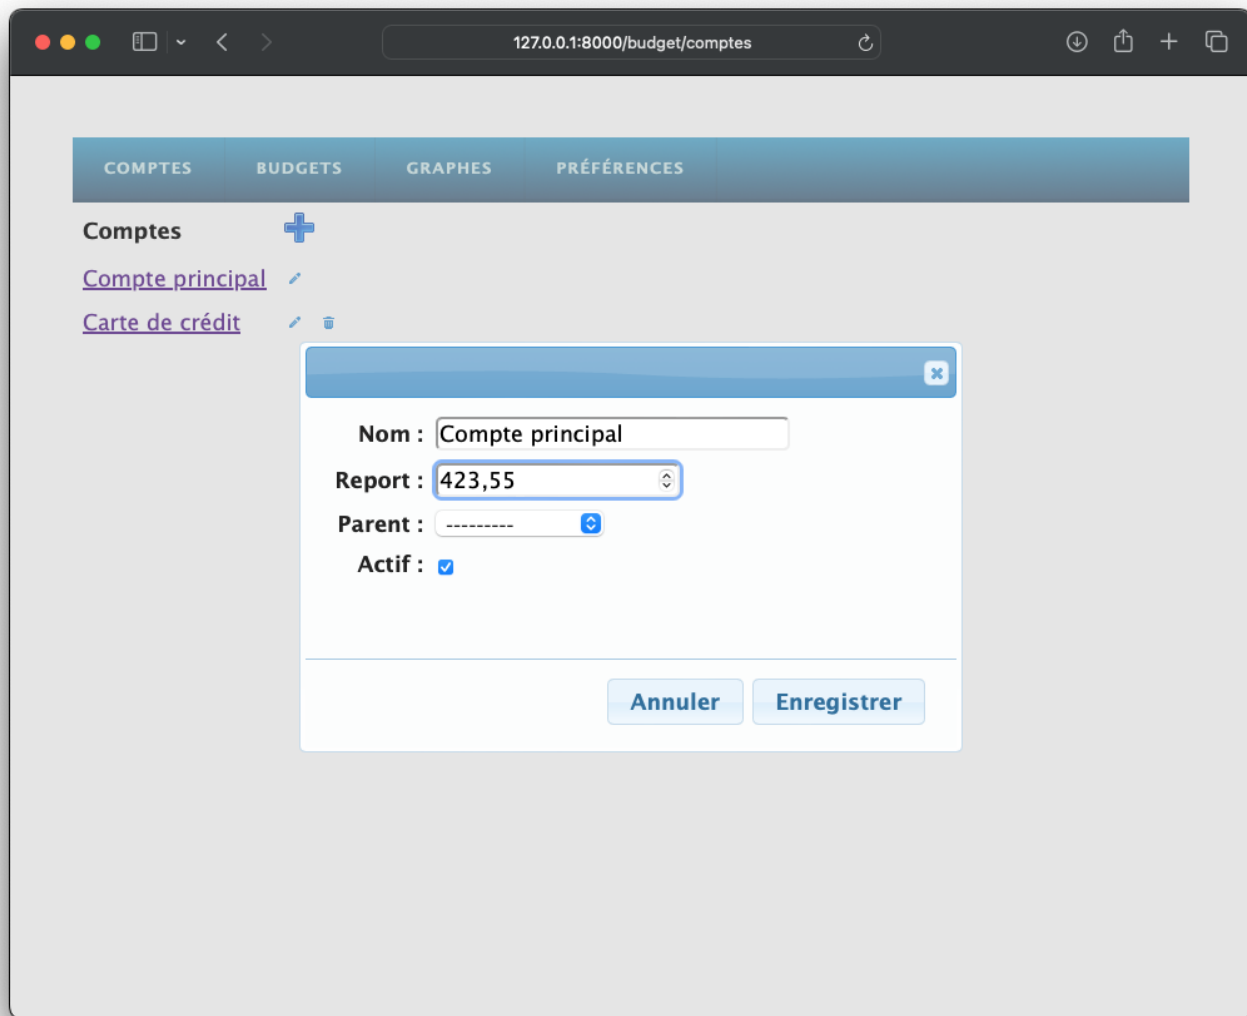 127.0.0.1:8000/budget/comptes
COMPTES BUDGETS GRAPHES PRÉFÉRENCES
Comptes
Compte principal
Carte de crédit
Nom : Compte principal
Report : 423,55
Parent : ---------
Actif :
Annuler Enregistrer